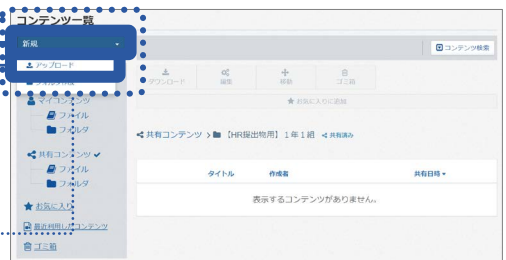 コンテンツ一覧
新規
コンテンツ検索
アップロード
ダウンロード
編集
移動
ゴミ箱
お気に入りに追加
マイコンテンツ
ファイル
フォルダ
共有コンテンツ > 【HR提出物用】１年１組 共有済み
共有コンテンツ
ファイル
フォルダ
タイトル 作成者 共有日時
表示するコンテンツがありません。
お気に入り
最近利用したコンテンツ
ゴミ箱